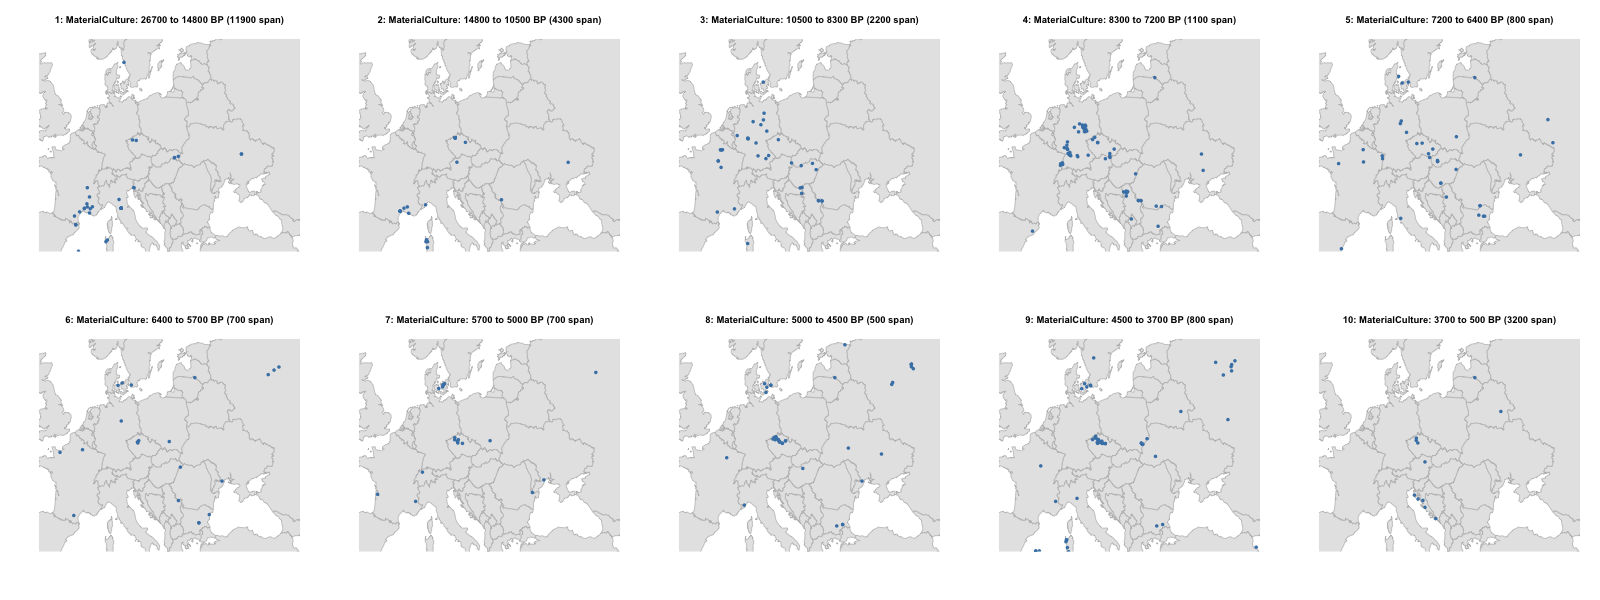 1: MaterialCulture: 26700 to 14800 BP (11900 span)
2: MaterialCulture: 14800 to 10500 BP (4300 span)
3: MaterialCulture: 10500 to 8300 BP (2200 span)
4: MaterialCulture: 8300 to 7200 BP (1100 span)
5: MaterialCulture: 7200 to 6400 BP (800 span)
6: MaterialCulture: 6400 to 5700 BP (700 span)
7: MaterialCulture: 5700 to 5000 BP (700 span)
8: MaterialCulture: 5000 to 4500 BP (500 span)
9: MaterialCulture: 4500 to 3700 BP (800 span)
10: MaterialCulture: 3700 to 500 BP (3200 span)